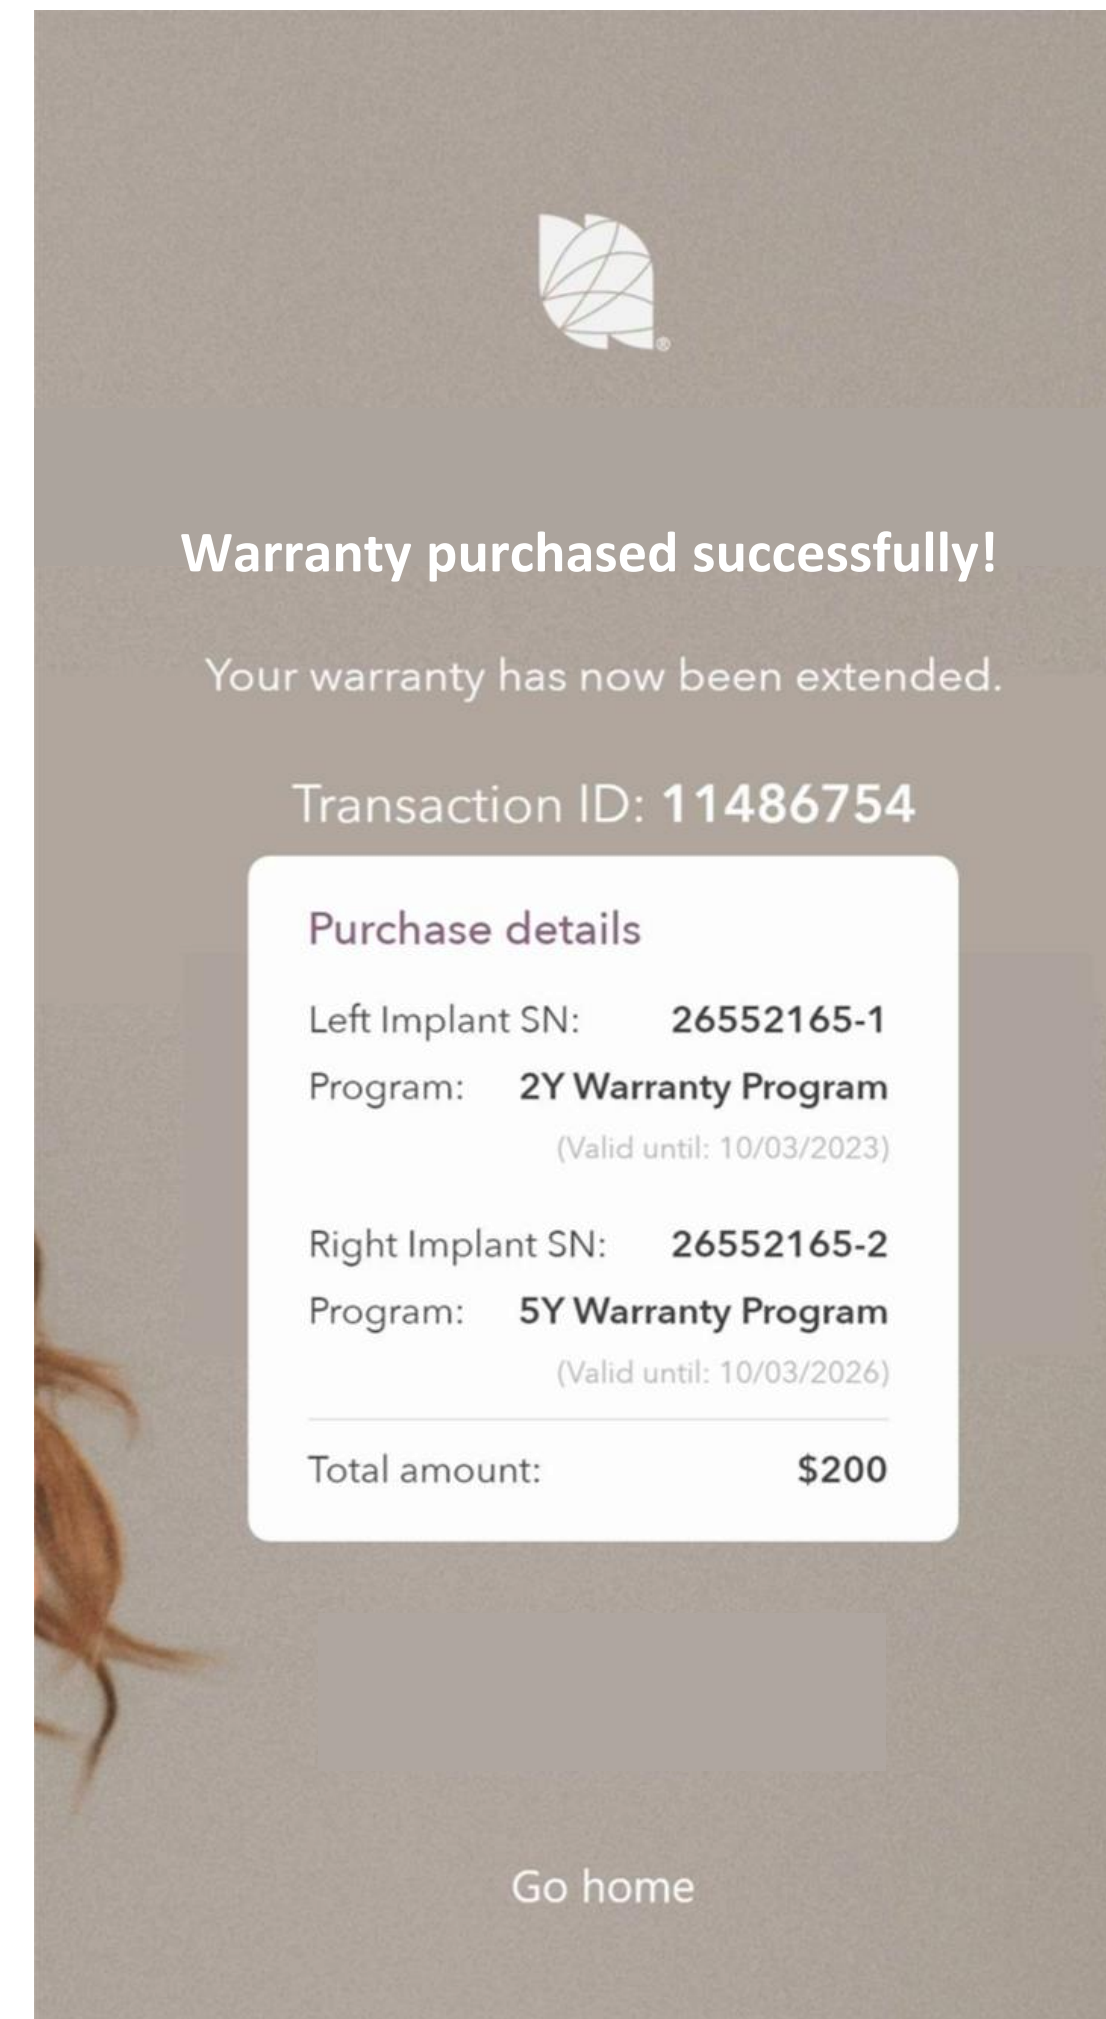 ®
Warranty purchased successfully!
Your warranty has now been extended.
Transaction ID: 11486754
Purchase details
Left Implant SN: 26552165-1
Program: 2Y Warranty Program
(Valid until: 10/03/2023)
Right Implant SN: 26552165-2
Program: 5Y Warranty Program
(Valid until: 10/03/2026)
Total amount: $200
Go home